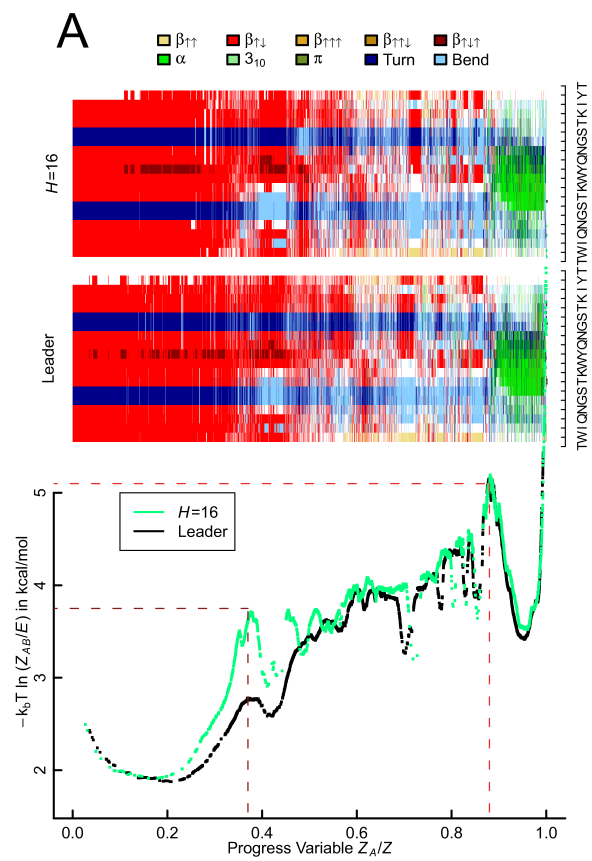 A
β↑↑ β↑↓ β↑↑↑ β↑↑↓ β↑↓↑
α 3₁₀ π Turn Bend
H=16
TWIQNGSTKWYQNGSTKIYT
Leader
TWIQNGSTKWYQNGSTKIYT
H=16
Leader
−k_bT ln (Z_AB/E) in kcal/mol
5
4
3
2
0.0 0.2 0.4 0.6 0.8 1.0
Progress Variable Z_A/Z